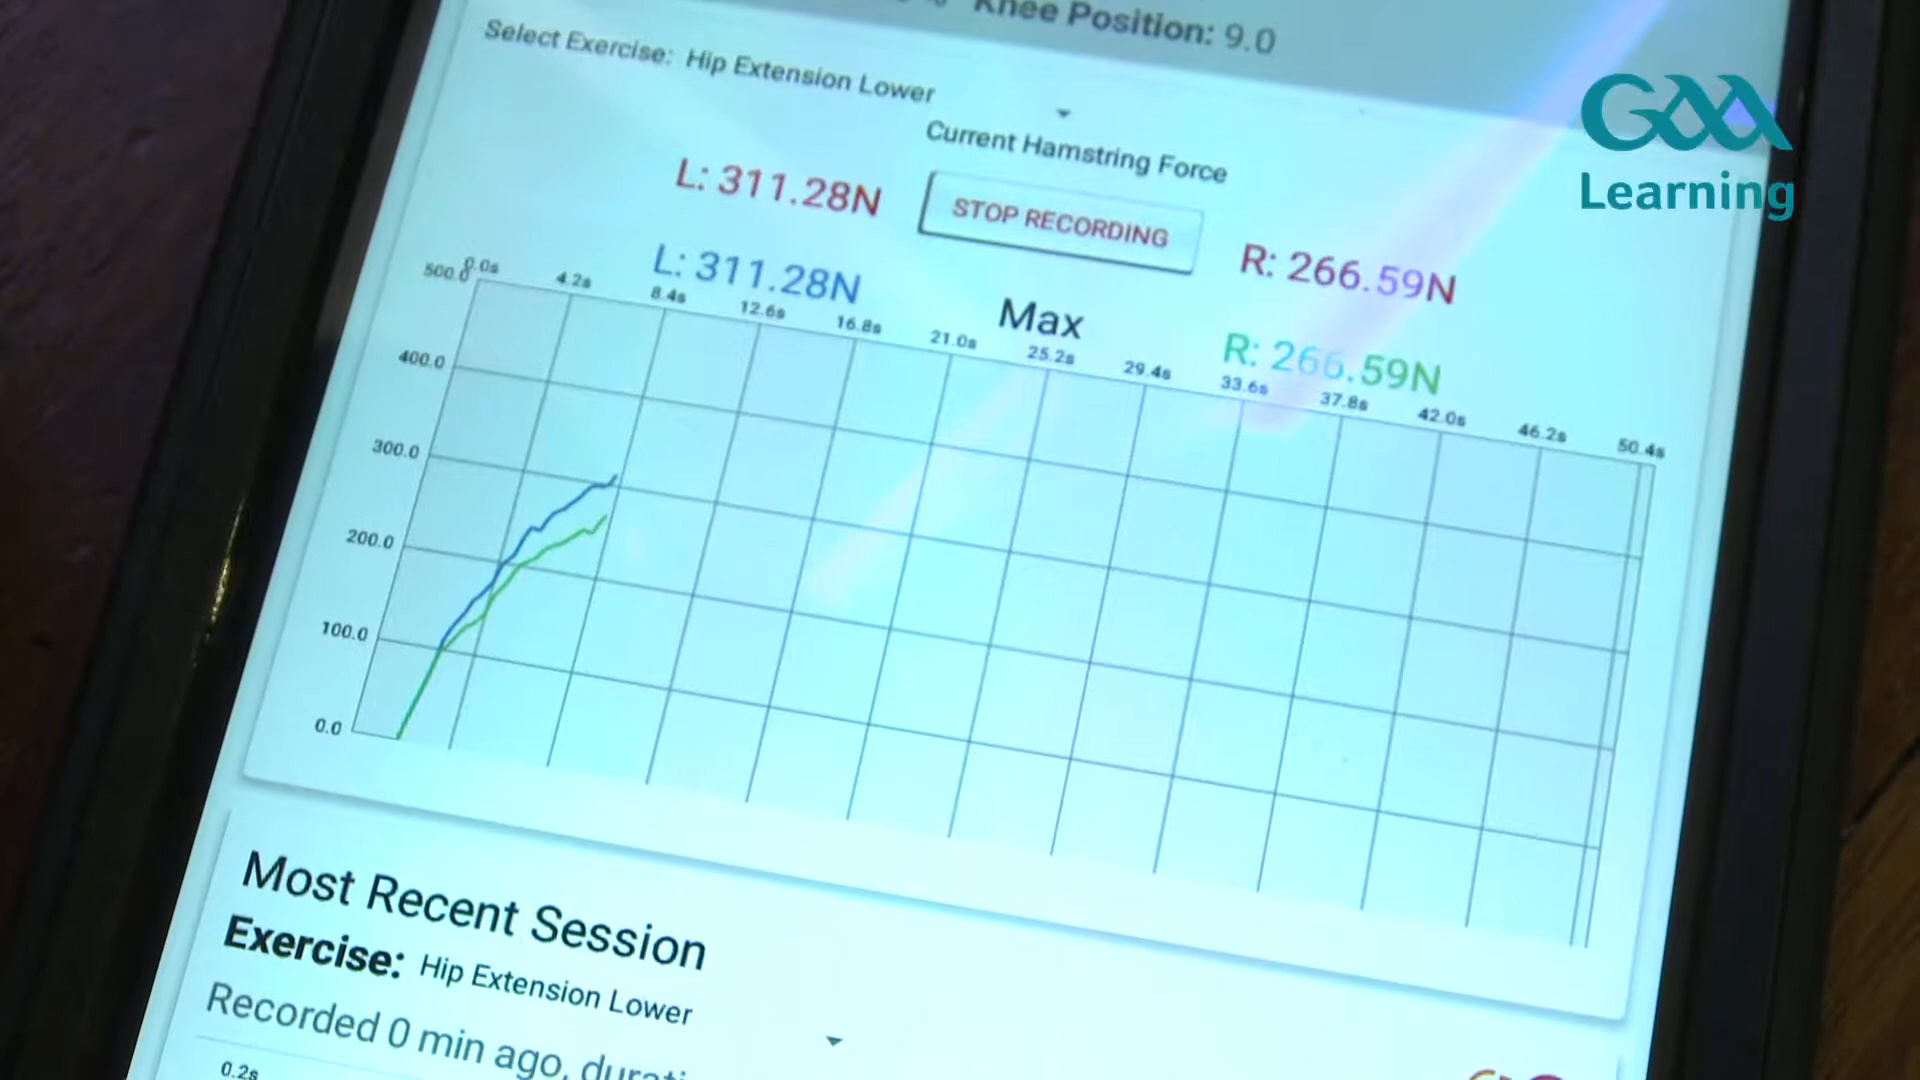 Knee Position: 9.0
Select Exercise: Hip Extension Lower
Current Hamstring Force
L: 311.28N
STOP RECORDING
R: 266.59N
L: 311.28N
Max
R: 266.59N
0.0s 4.2s 8.4s 12.6s 16.8s 21.0s 25.2s 29.4s 33.6s 37.8s 42.0s 46.2s 50.4s
500.0
400.0
300.0
200.0
100.0
0.0
Most Recent Session
Exercise: Hip Extension Lower
Recorded 0 min ago,
0.2s
GAA
Learning